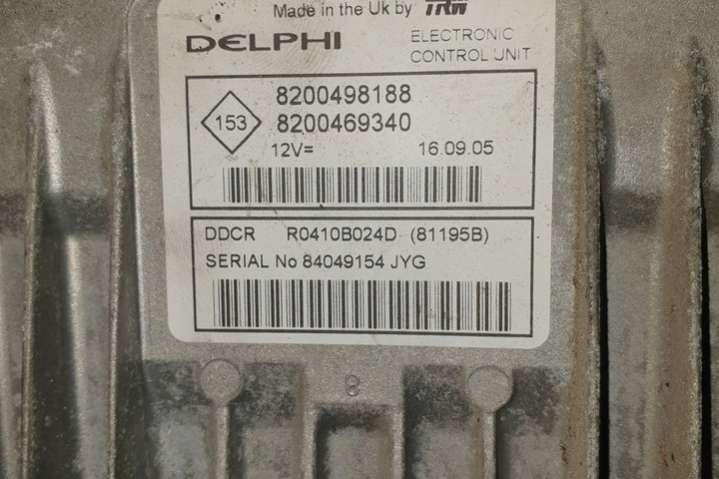 Made in the Uk by TRW
DELPHI ELECTRONIC
CONTROL UNIT
153
8200498188
8200469340
12V= 16.09.05
DDCR R0410B024D (81195B)
SERIAL No 84049154 JYG
8